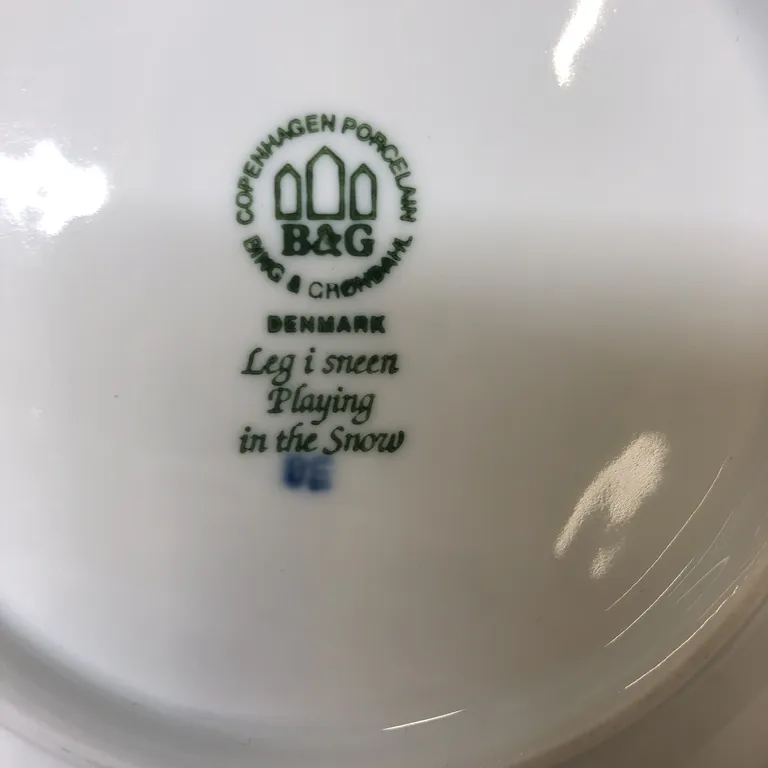 COPENHAGEN PORCELAIN
B&G
BING & GRØNDAHL
DENMARK
Leg i sneen
Playing
in the Snow